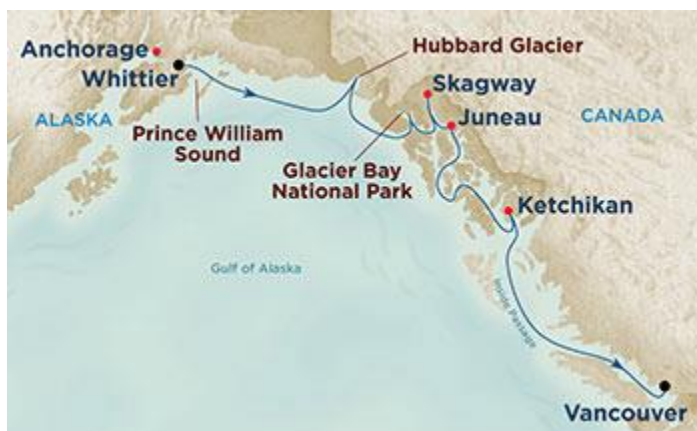 Hubbard Glacier
Anchorage
Whittier
Skagway
ALASKA
Juneau
CANADA
Prince William
Sound
Glacier Bay
National Park
Ketchikan
Gulf of Alaska
Inside Passage
Vancouver